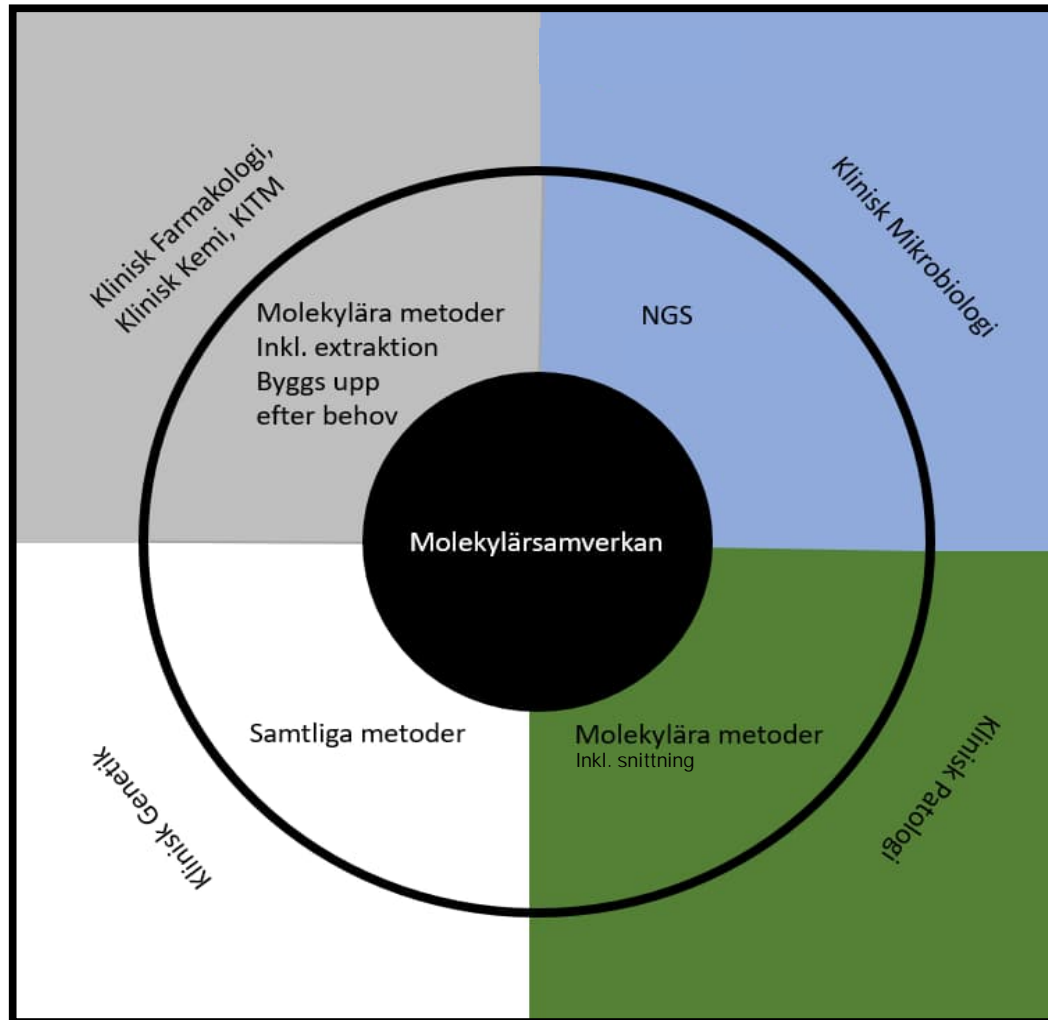 Klinisk Farmakologi,
Klinisk Kemi, KITM
Klinisk Mikrobiologi
Molekylära metoder
Inkl. extraktion
Byggs upp
efter behov
NGS
Molekylärsamverkan
Samtliga metoder
Molekylära metoder
Inkl. snittning
Klinisk Genetik
Klinisk Patologi